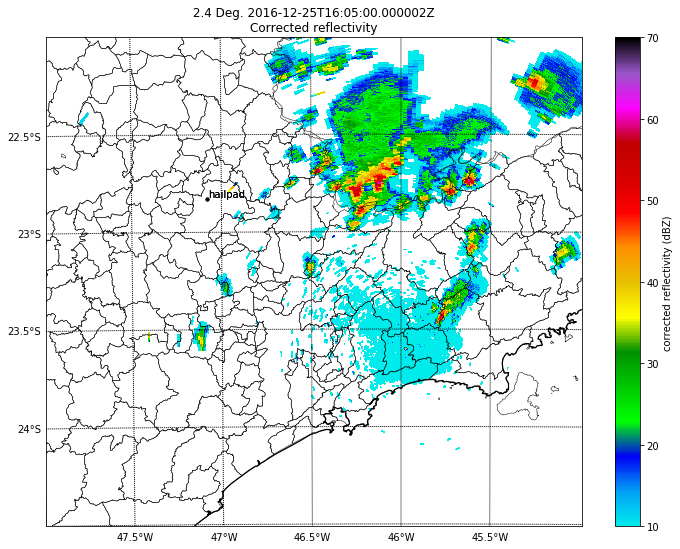 2.4 Deg. 2016-12-25T16:05:00.000002Z
Corrected reflectivity
70
60
50
40
30
20
10
corrected reflectivity (dBZ)
22.5°S
23°S
23.5°S
24°S
hailpad
47.5°W
47°W
46.5°W
46°W
45.5°W